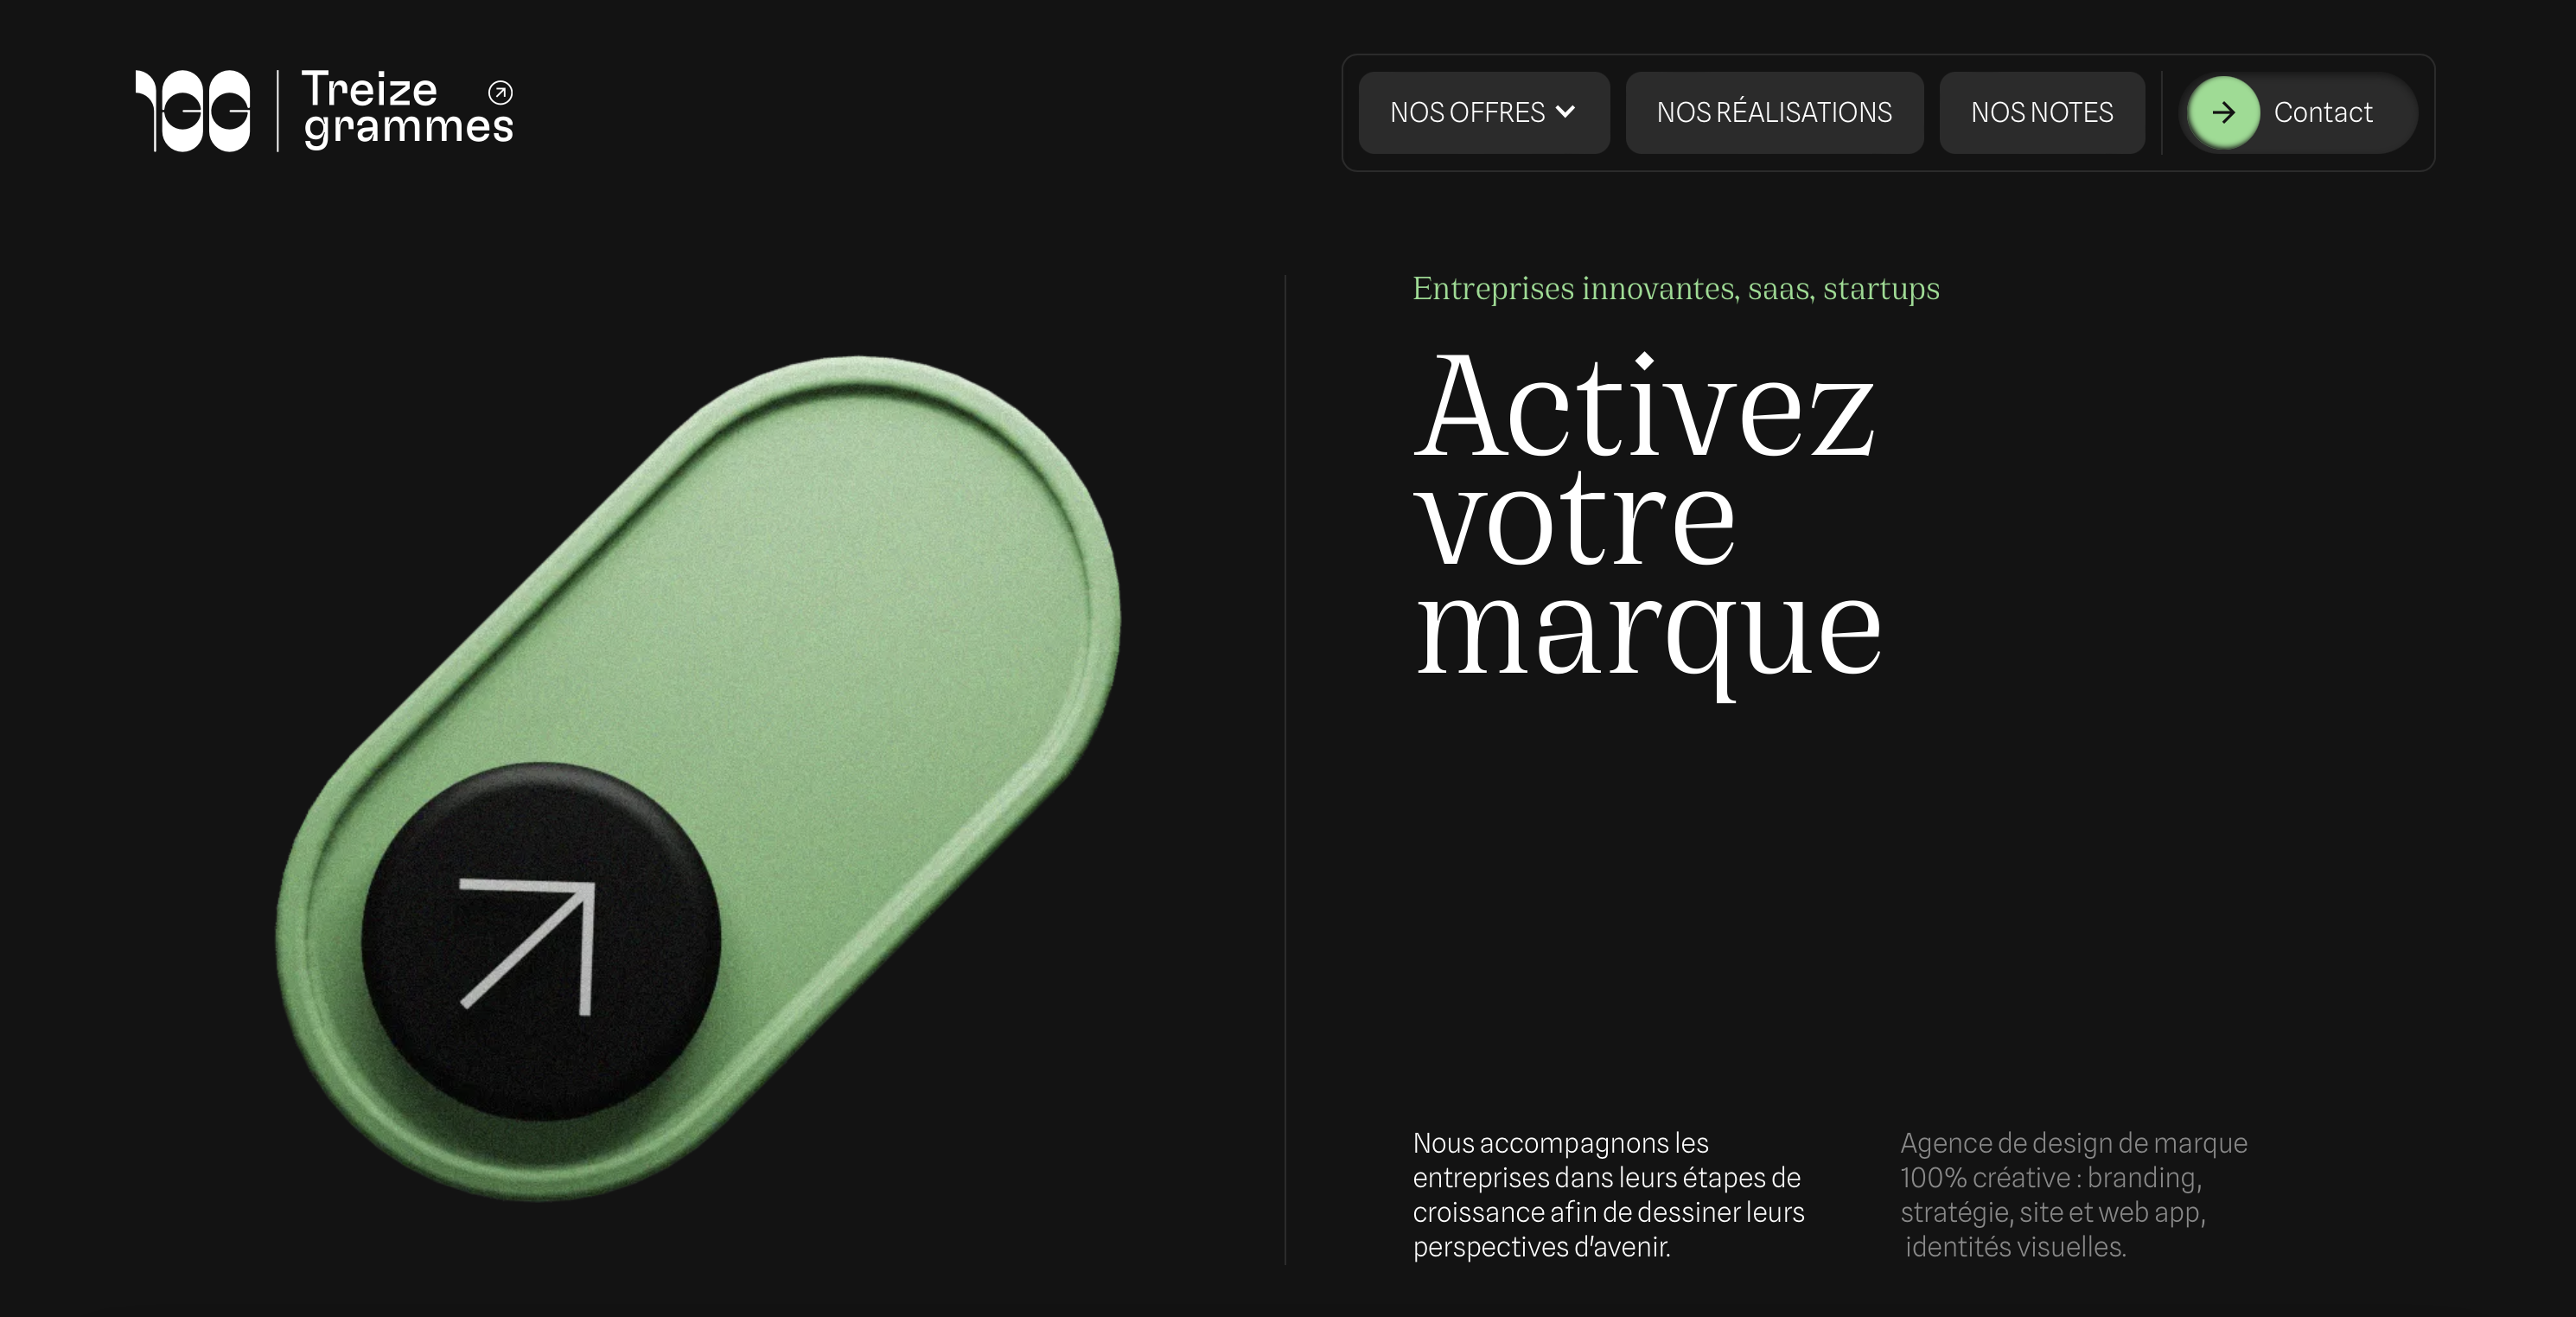 Treize
grammes
NOS OFFRES
NOS RÉALISATIONS
NOS NOTES
Contact
Entreprises innovantes, saas, startups
Activez
votre
marque
Nous accompagnons les
entreprises dans leurs étapes de
croissance afin de dessiner leurs
perspectives d'avenir.
Agence de design de marque
100% créative : branding,
stratégie, site et web app,
identités visuelles.